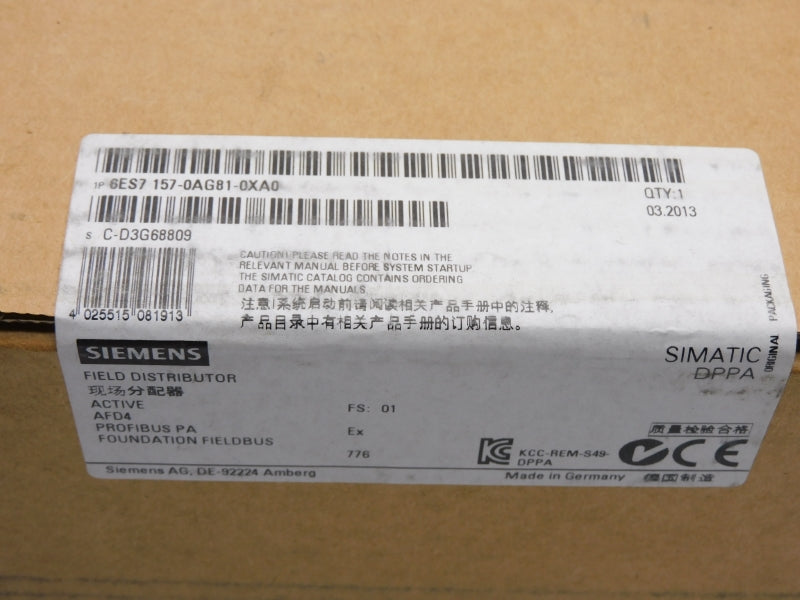 1P 6ES7 157-0AG81-0XA0
QTY:1
03.2013
S C-D3G68809
CAUTION! PLEASE READ THE NOTES IN THE
RELEVANT MANUAL BEFORE SYSTEM STARTUP.
THE SIMATIC CATALOG CONTAINS ORDERING
DATA FOR THE MANUALS.
注意!系统启动前请阅读相关产品手册中的注释,
产品目录中有相关产品手册的订购信息。
4 025515 081913
ORIGINAL PACKAGING
SIEMENS
SIMATIC
DPPA
FIELD DISTRIBUTOR
现场分配器
ACTIVE
AFD4
PROFIBUS PA
FOUNDATION FIELDBUS
FS: 01
Ex
776
质量检验合格
KC
KCC-REM-S49-
DPPA
CE
Siemens AG, DE-92224 Amberg
Made in Germany
德国制造